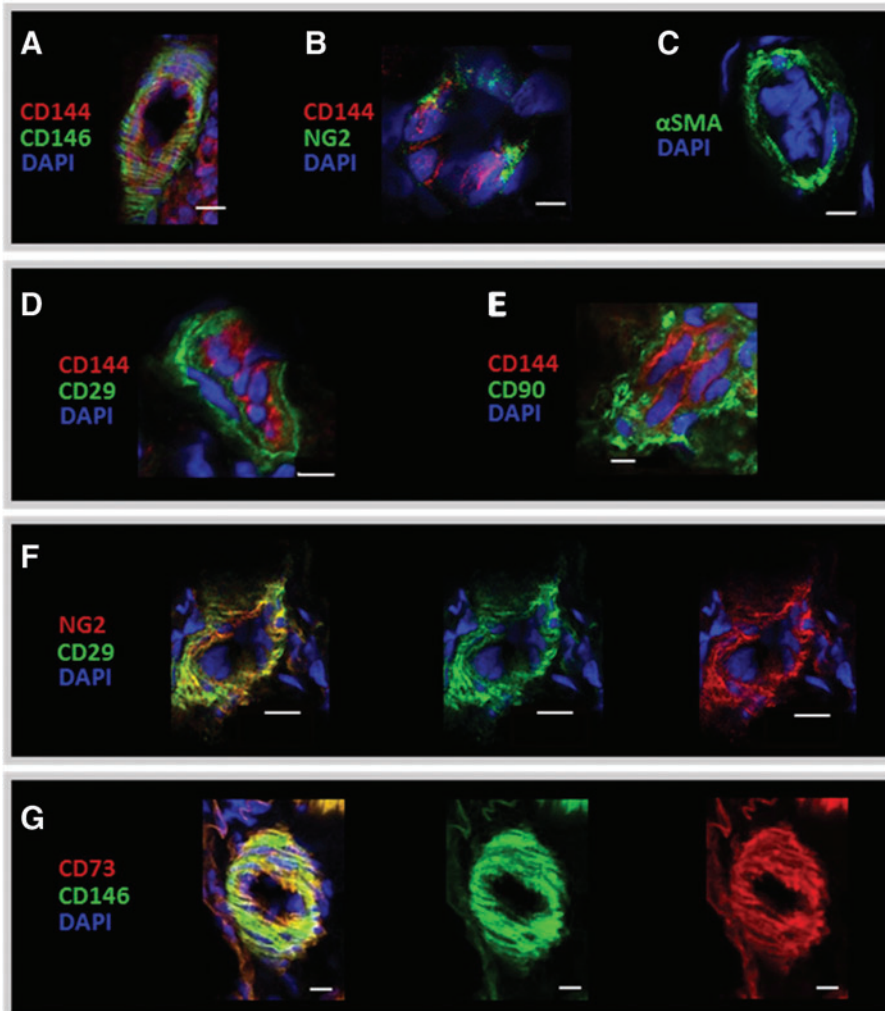 A
CD144
CD146
DAPI
B
CD144
NG2
DAPI
C
αSMA
DAPI
D
CD144
CD29
DAPI
E
CD144
CD90
DAPI
F
NG2
CD29
DAPI
G
CD73
CD146
DAPI